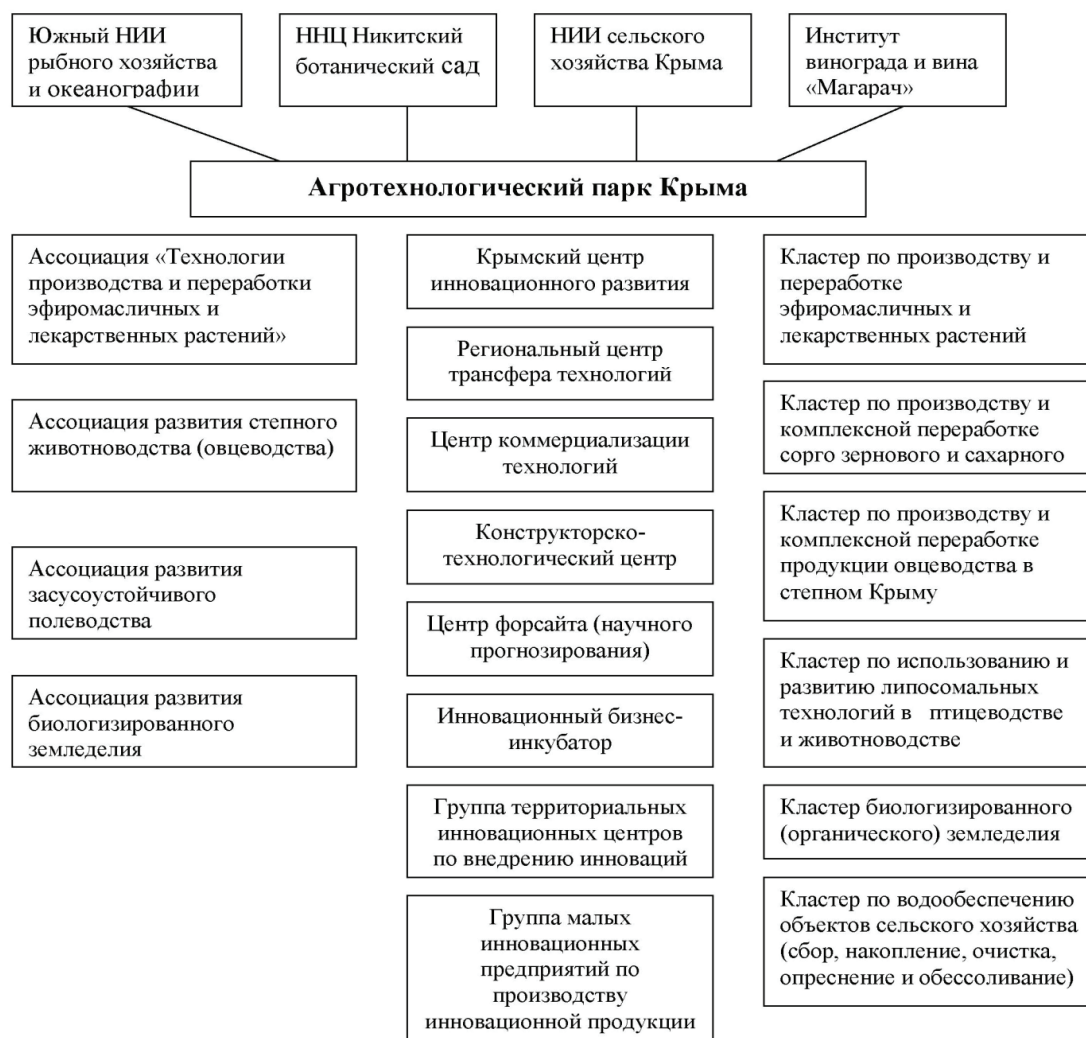 Южный НИИ
рыбного хозяйства
и океанографии
ННЦ Никитский
ботанический сад
НИИ сельского
хозяйства Крыма
Институт
винограда и вина
«Магарач»
Агротехнологический парк Крыма
Ассоциация «Технологии
производства и переработки
эфиромасличных и
лекарственных растений»
Ассоциация развития степного
животноводства (овцеводства)
Ассоциация развития
засусоустойчивого
полеводства
Ассоциация развития
биологизированного
земледелия
Крымский центр
инновационного развития
Региональный центр
трансфера технологий
Центр коммерциализации
технологий
Конструкторско-
технологический центр
Центр форсайта (научного
прогнозирования)
Инновационный бизнес-
инкубатор
Группа территориальных
инновационных центров
по внедрению инноваций
Группа малых
инновационных
предприятий по
производству
инновационной продукции
Кластер по производству и
переработке
эфиромасличных и
лекарственных растений
Кластер по производству и
комплексной переработке
сорго зернового и сахарного
Кластер по производству и
комплексной переработке
продукции овцеводства в
степном Крыму
Кластер по использованию и
развитию липосомальных
технологий в птицеводстве
и животноводстве
Кластер биологизированного
(органического) земледелия
Кластер по водообеспечению
объектов сельского хозяйства
(сбор, накопление, очистка,
опреснение и обессоливание)